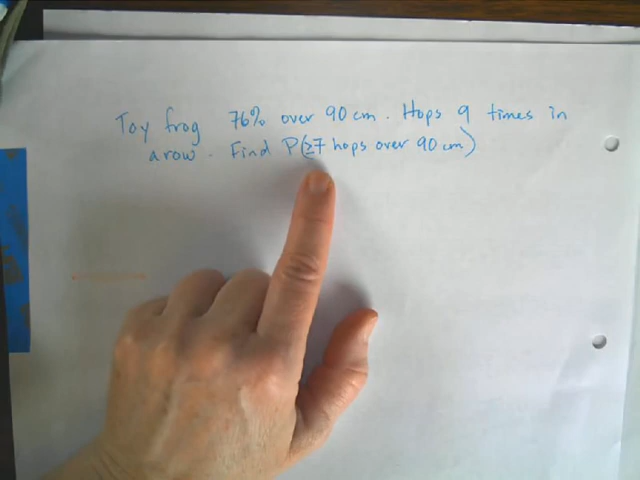 Toy frog 76% over 90 cm. Hops 9 times in
a row. Find P(≥7 hops over 90 cm)